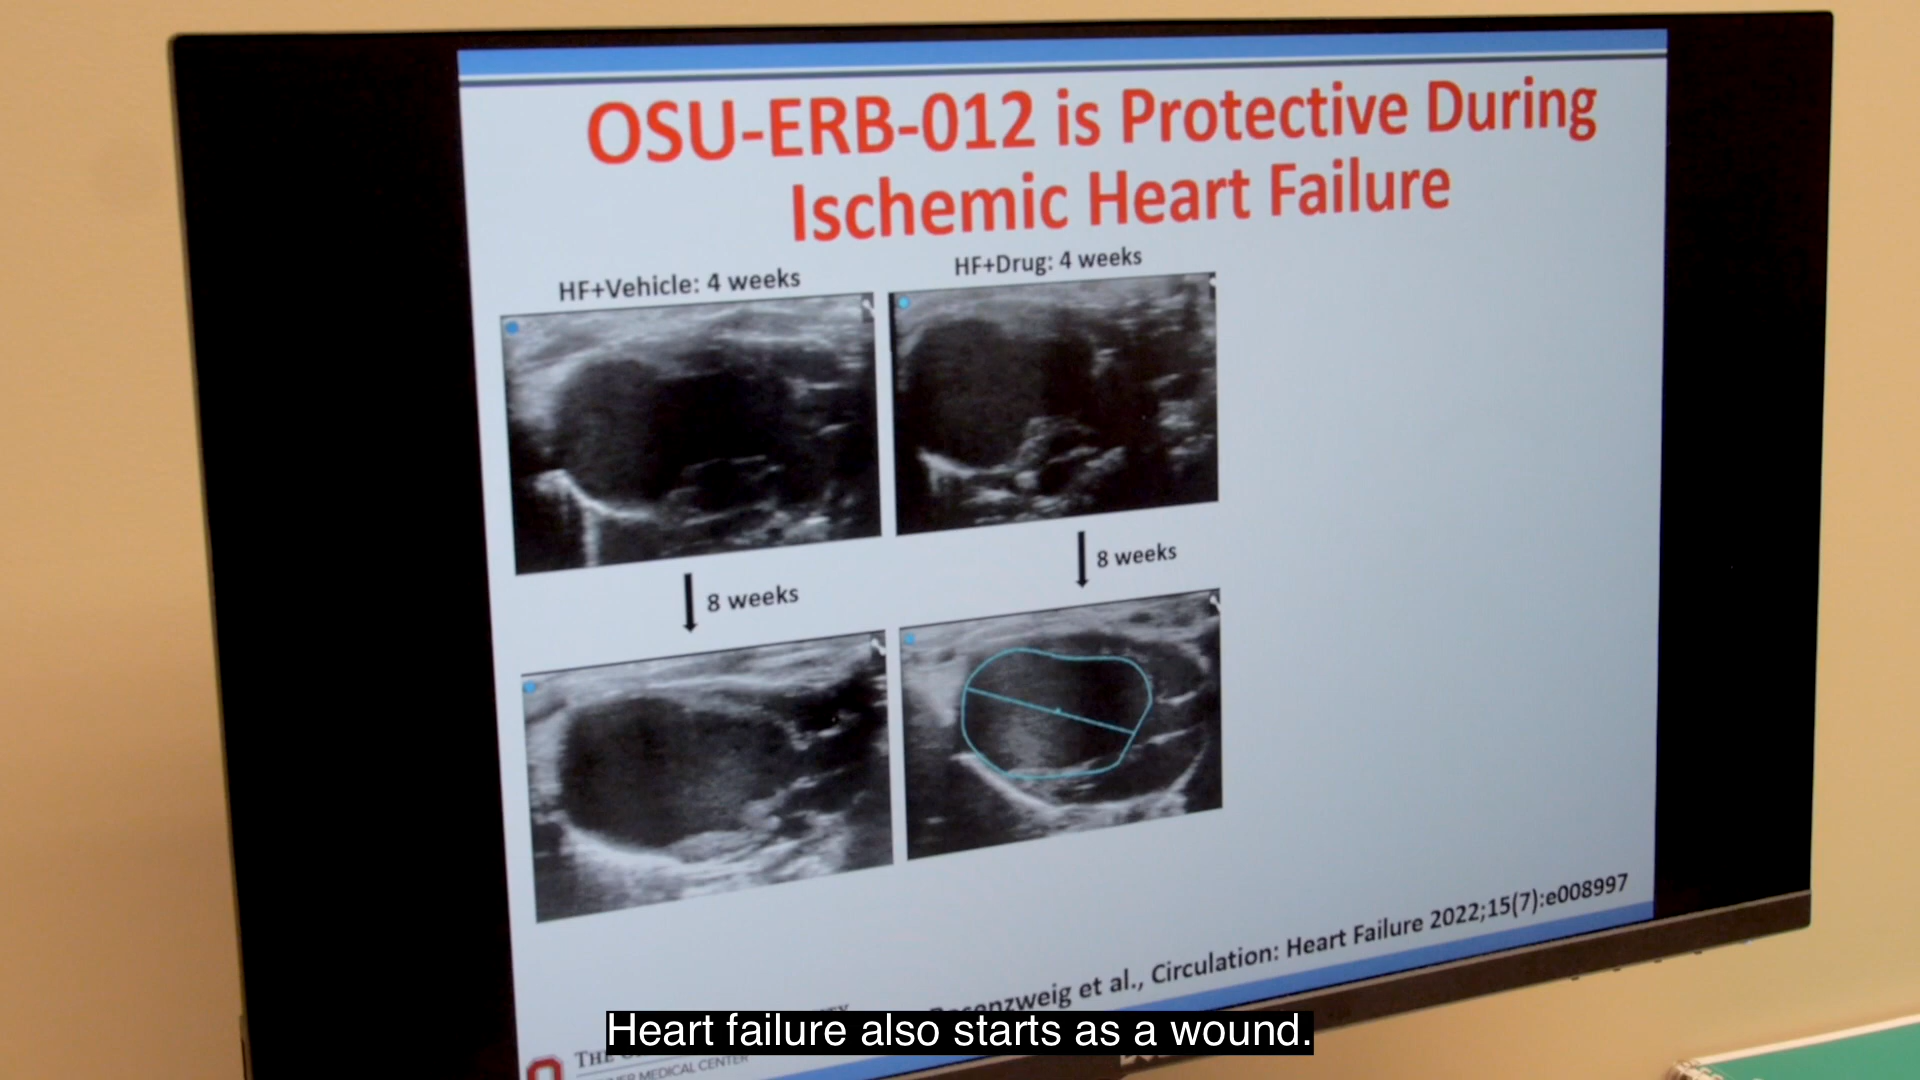 OSU-ERB-012 is Protective During
Ischemic Heart Failure
HF+Vehicle: 4 weeks
HF+Drug: 4 weeks
8 weeks
8 weeks
et al., Circulation: Heart Failure 2022;15(7):e008997
Heart failure also starts as a wound.
THE
MEDICAL CENTER